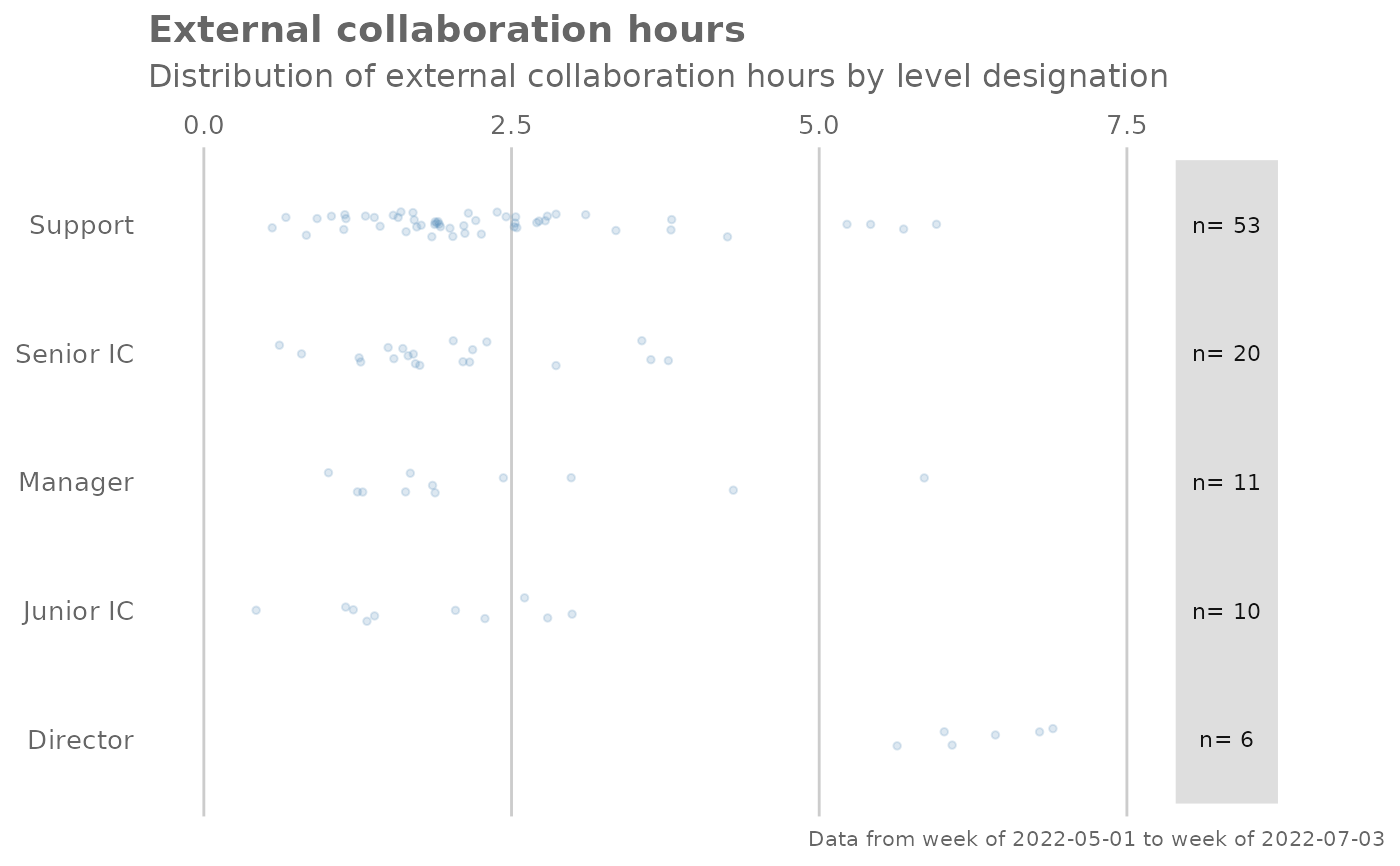 External collaboration hours
Distribution of external collaboration hours by level designation
0.0 2.5 5.0 7.5
Support n= 53
Senior IC n= 20
Manager n= 11
Junior IC n= 10
Director n= 6
Data from week of 2022-05-01 to week of 2022-07-03